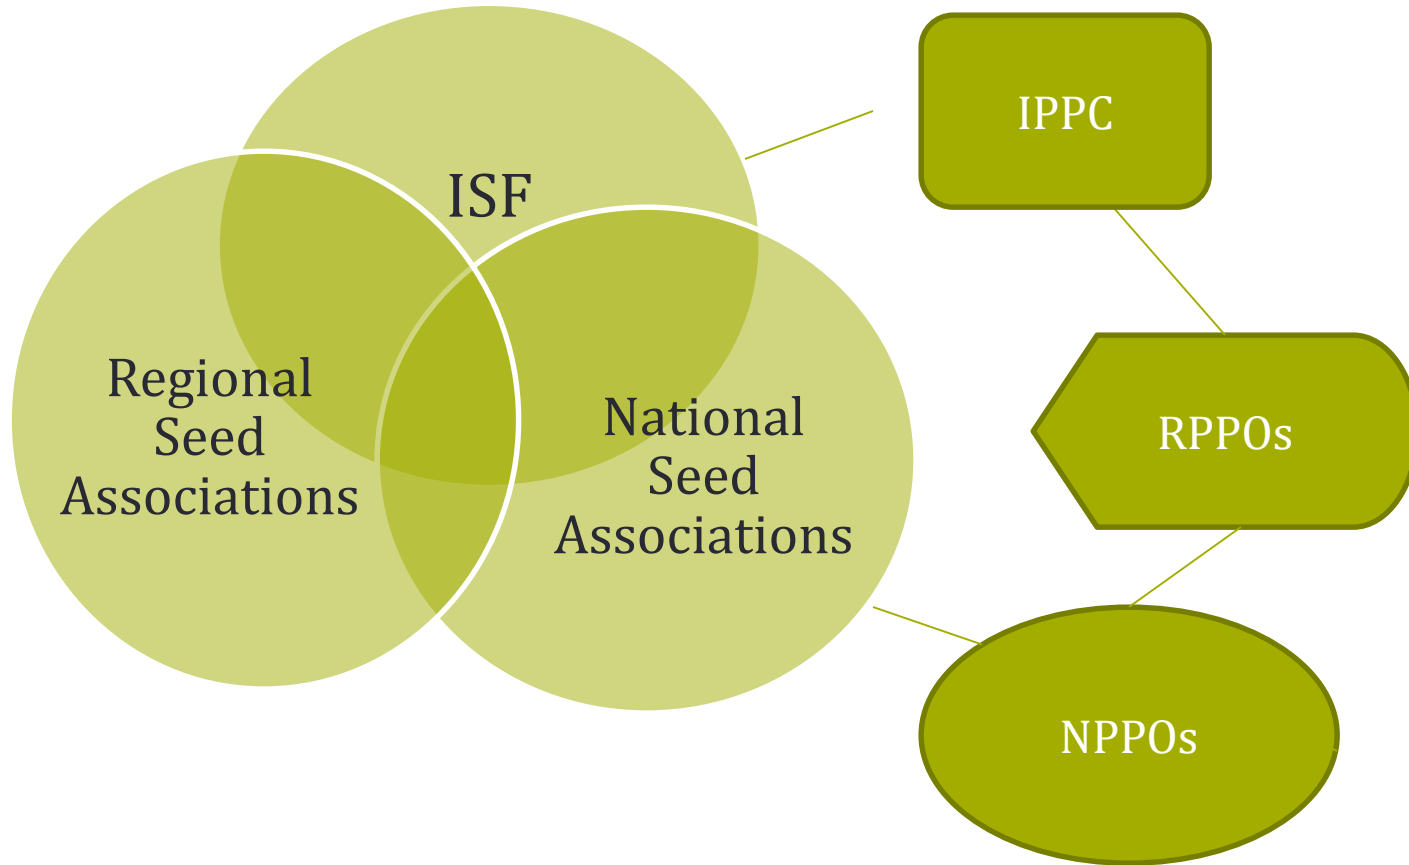 ISF
Regional
Seed
Associations
National
Seed
Associations
IPPC
RPPOs
NPPOs